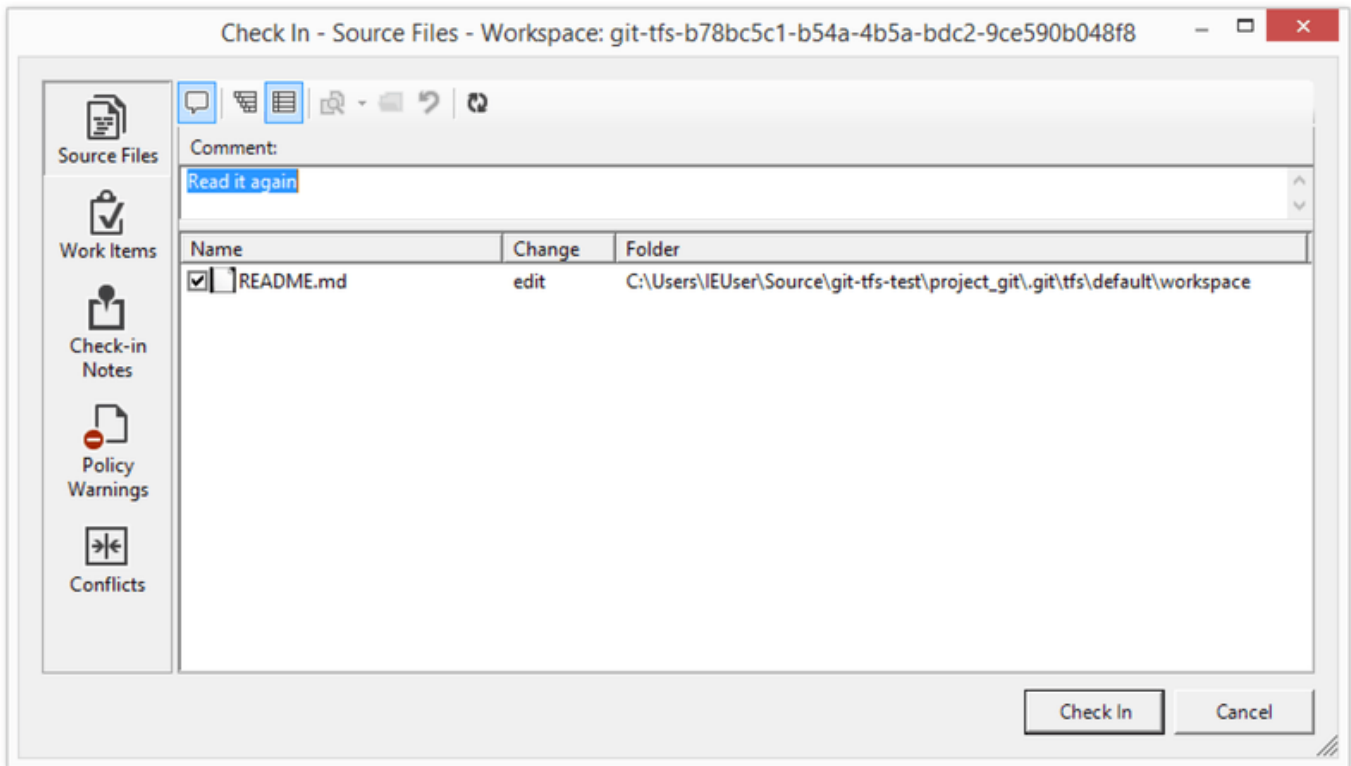 Check In - Source Files - Workspace: git-tfs-b78bc5c1-b54a-4b5a-bdc2-9ce590b048f8
Source Files
Work Items
Check-in
Notes
Policy
Warnings
Conflicts
Comment:
Read it again
Name Change Folder
README.md edit C:\Users\IEUser\Source\git-tfs-test\project_git\.git\tfs\default\workspace
Check In Cancel